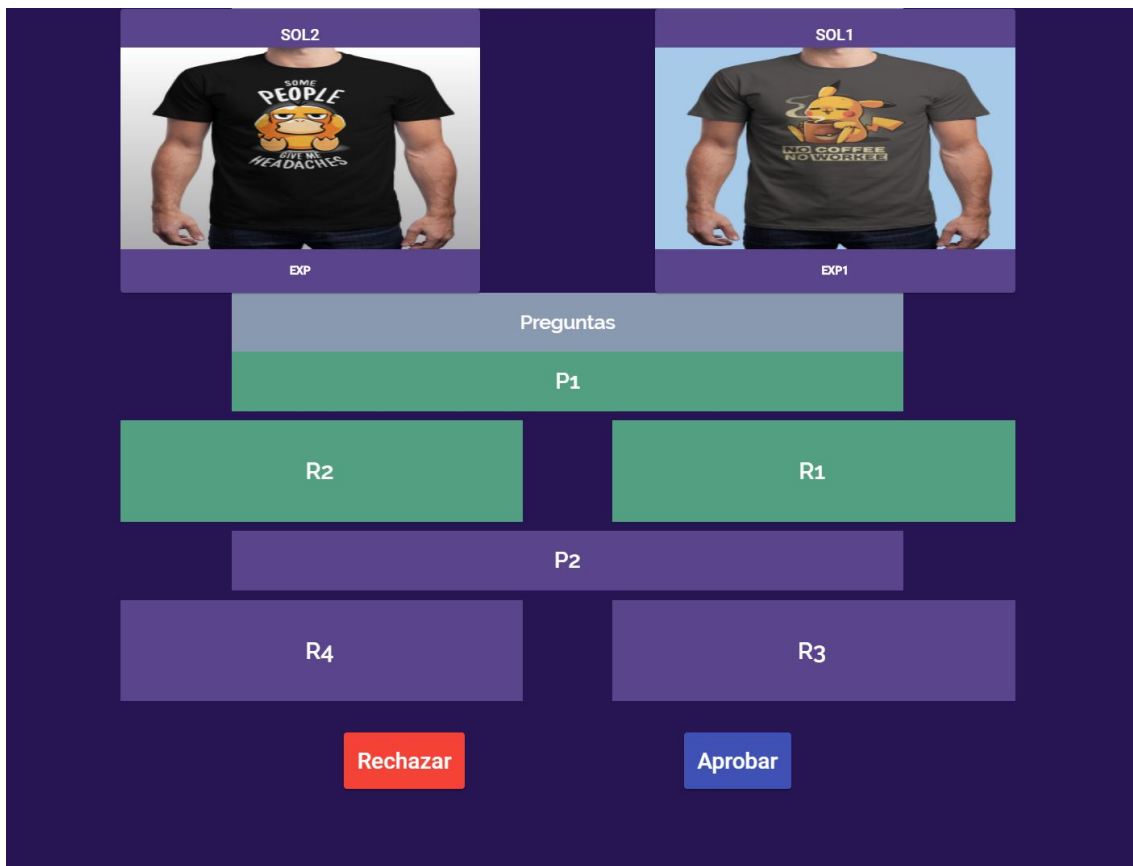 SOL2
SOL1
SOME
PEOPLE
GIVE ME
HEADACHES
NO COFFEE
NO WORKEE
EXP
EXP1
Preguntas
P1
R2
R1
P2
R4
R3
Rechazar
Aprobar